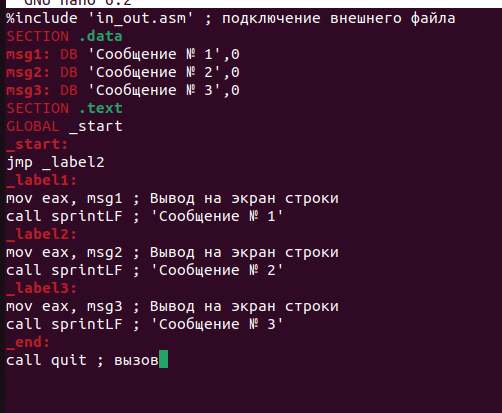 GNU nano 6.2
%include 'in_out.asm' ; подключение внешнего файла
SECTION .data
msg1: DB 'Сообщение № 1',0
msg2: DB 'Сообщение № 2',0
msg3: DB 'Сообщение № 3',0
SECTION .text
GLOBAL _start
_start:
jmp _label2
_label1:
mov eax, msg1 ; Вывод на экран строки
call sprintLF ; 'Сообщение № 1'
_label2:
mov eax, msg2 ; Вывод на экран строки
call sprintLF ; 'Сообщение № 2'
_label3:
mov eax, msg3 ; Вывод на экран строки
call sprintLF ; 'Сообщение № 3'
_end:
call quit ; вызов